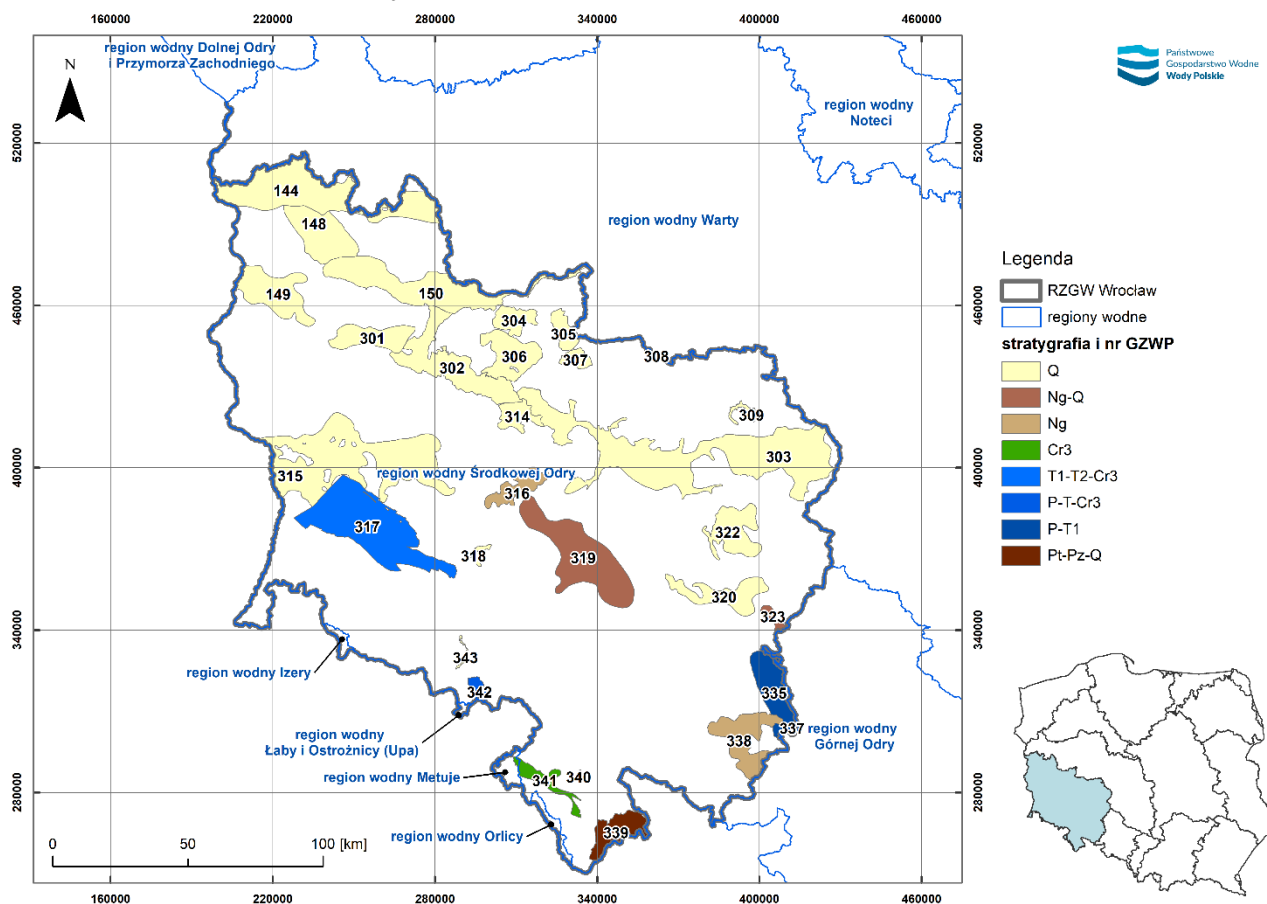 160000
220000
280000
340000
400000
460000
region wodny Dolnej Odry
i Przymorza Zachodniego
N
Państwowe
Gospodarstwo Wodne
Wody Polskie
region wodny
Noteci
520000
520000
144
148
region wodny Warty
149
150
460000
460000
304
305
301
306
307
308
302
314
309
303
400000
400000
315
region wodny Środkowej Odry
316
317
322
318
319
320
323
340000
340000
343
region wodny Izery
342
335
337
region wodny
Górnej Odry
338
region wodny
Łaby i Ostrożnicy (Upa)
region wodny Metuje
341
340
280000
280000
region wodny Orlicy
339
0
50
100 [km]
160000
220000
280000
340000
400000
460000
Legenda
RZGW Wrocław
regiony wodne
stratygrafia i nr GZWP
Q
Ng-Q
Ng
Cr3
T1-T2-Cr3
P-T-Cr3
P-T1
Pt-Pz-Q